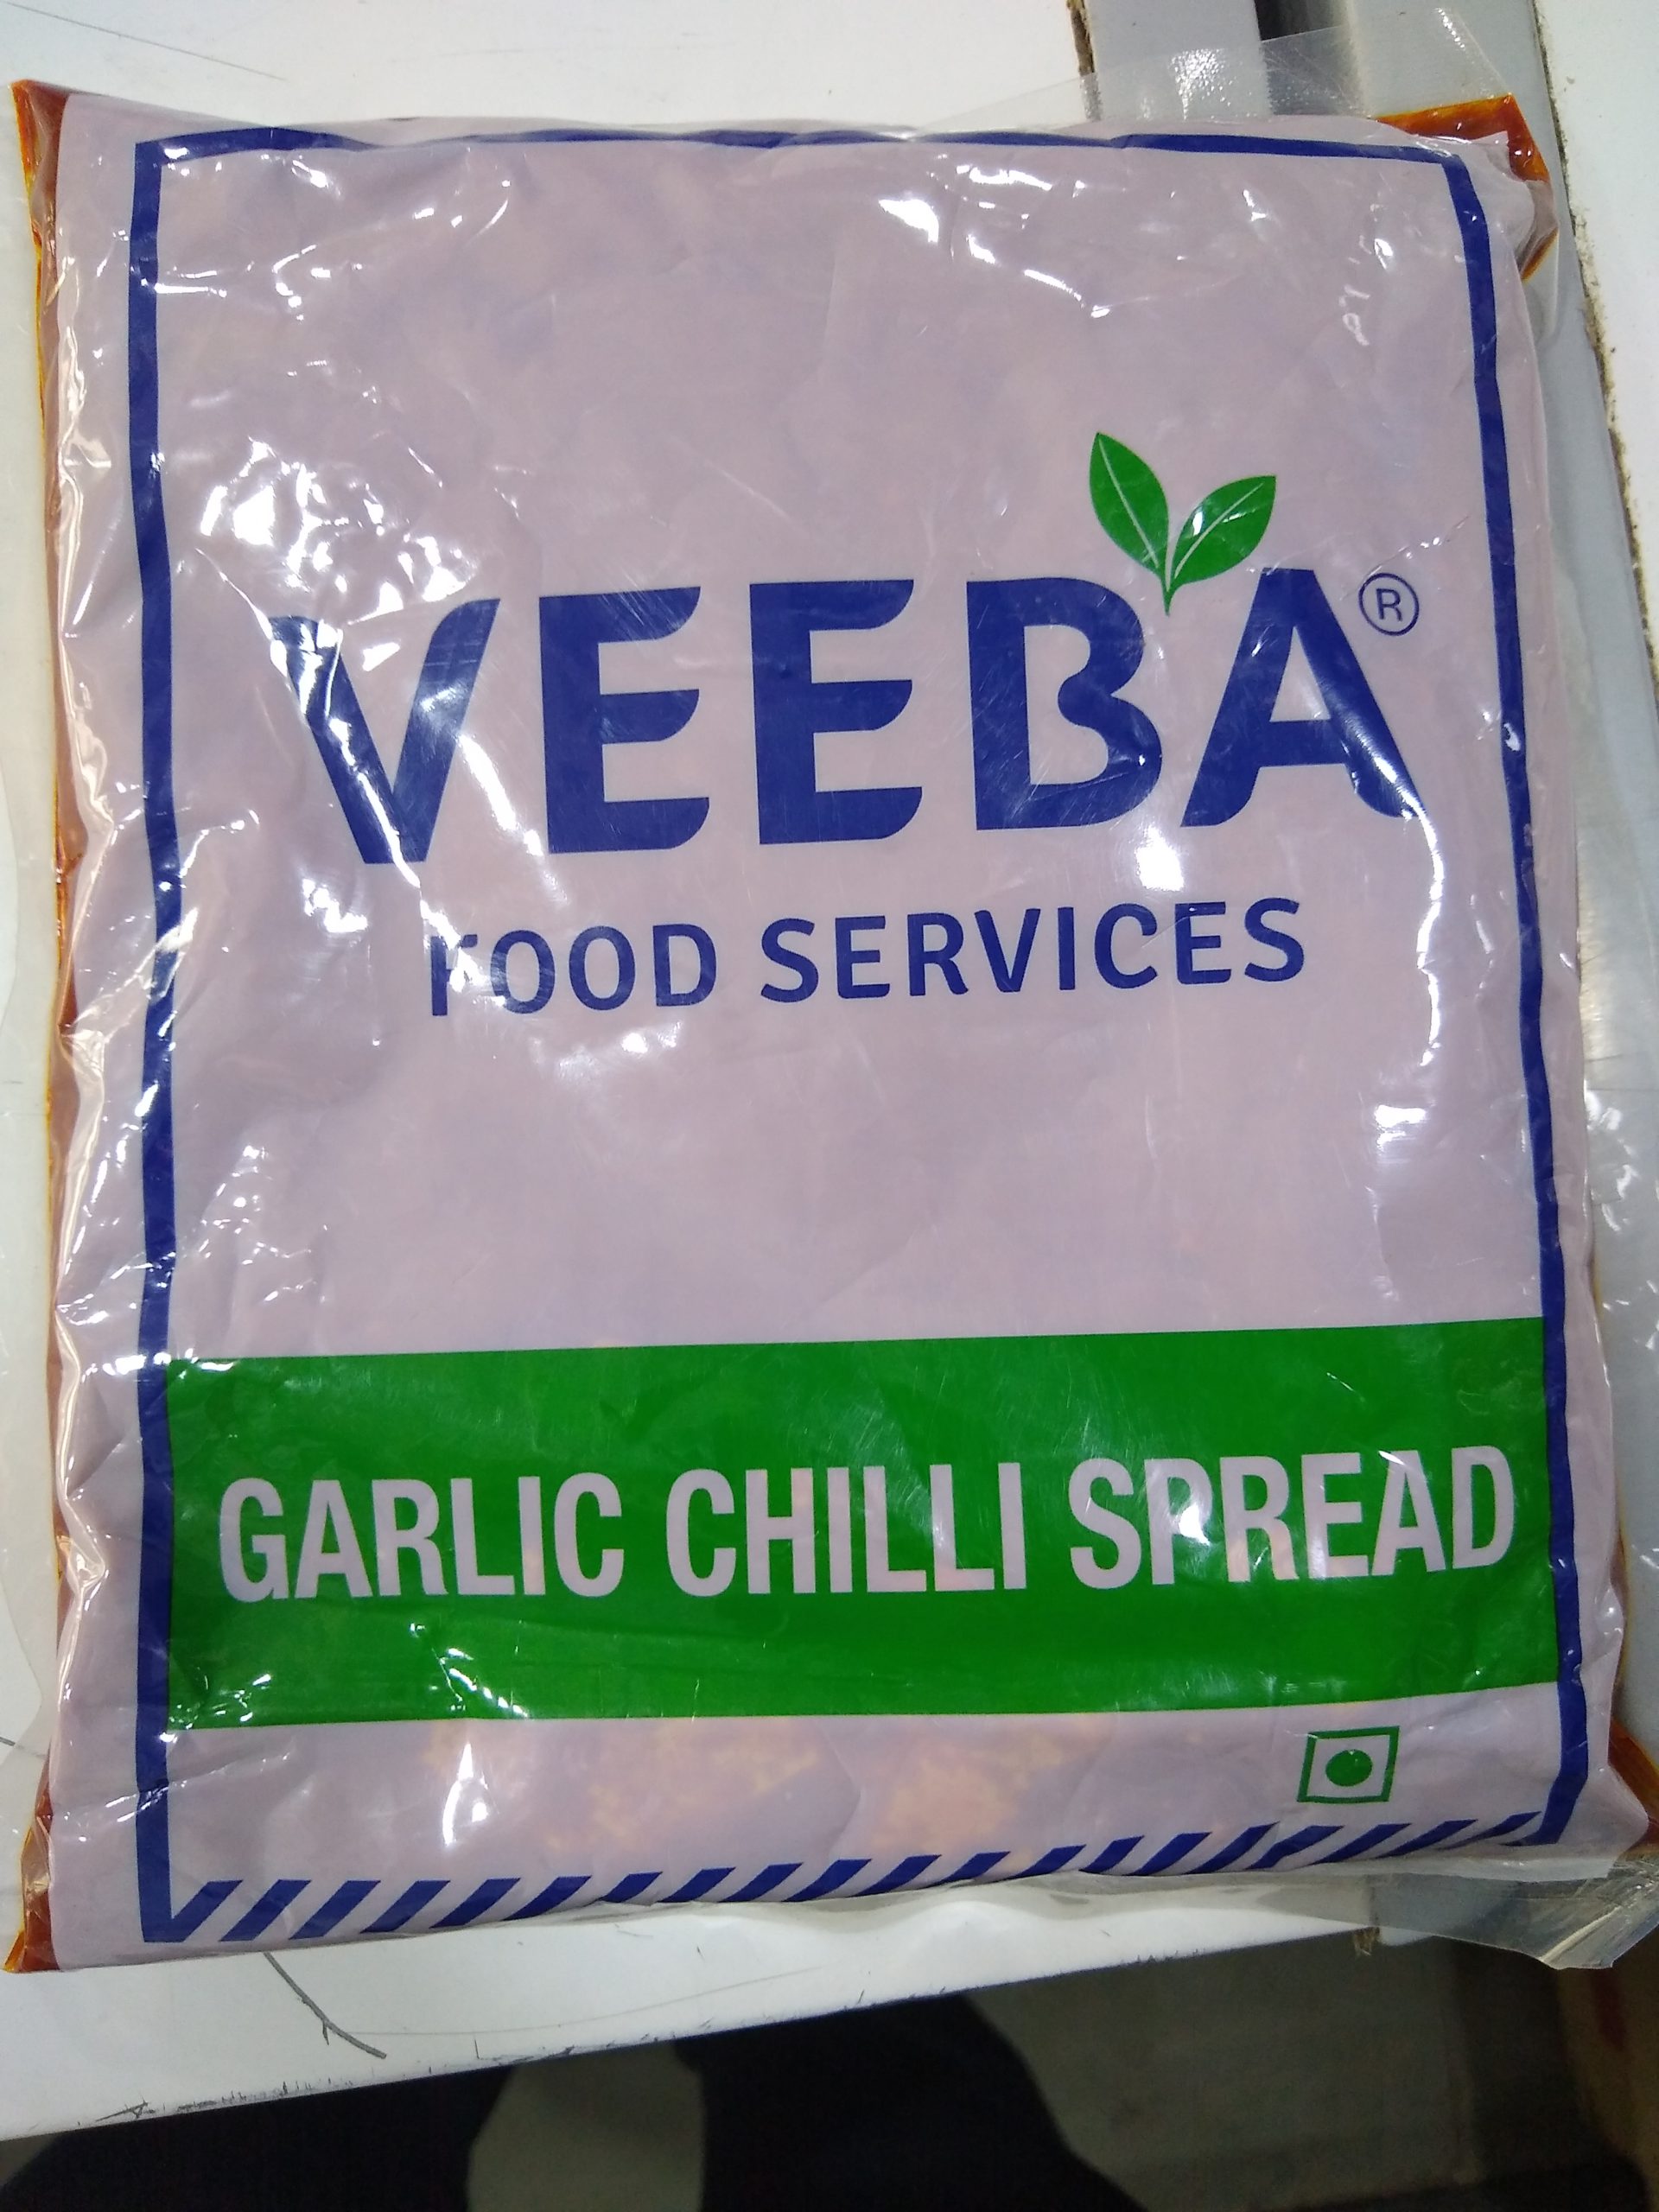 VEEBA®
FOOD SERVICES
GARLIC CHILLI SPREAD